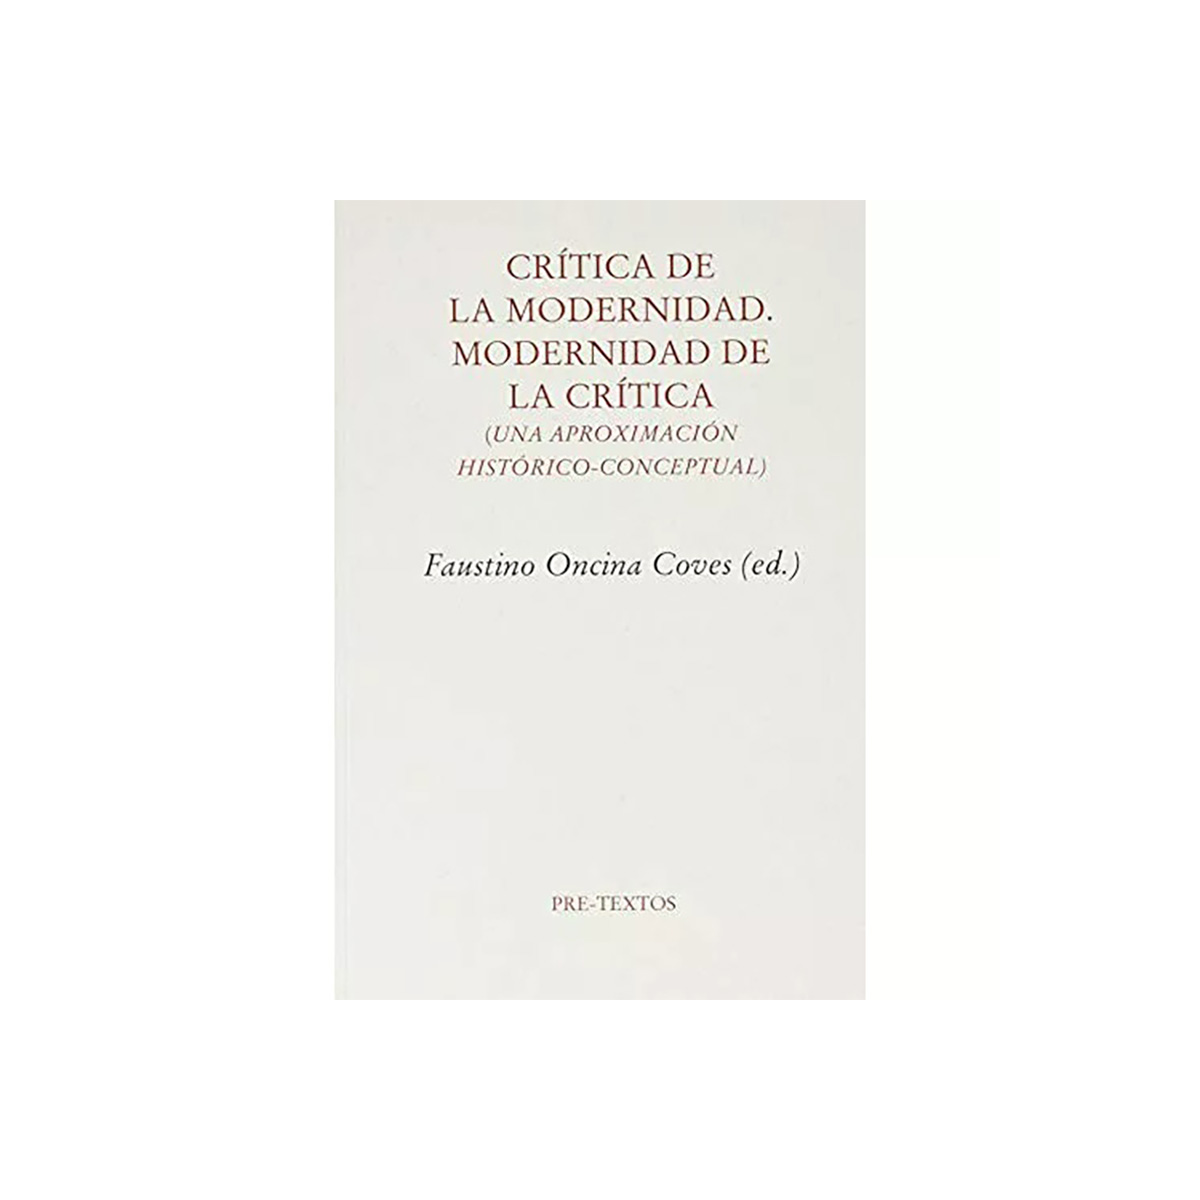 CRÍTICA DE
LA MODERNIDAD.
MODERNIDAD DE
LA CRÍTICA
(UNA APROXIMACIÓN
HISTÓRICO-CONCEPTUAL)
Faustino Oncina Coves (ed.)
PRE-TEXTOS